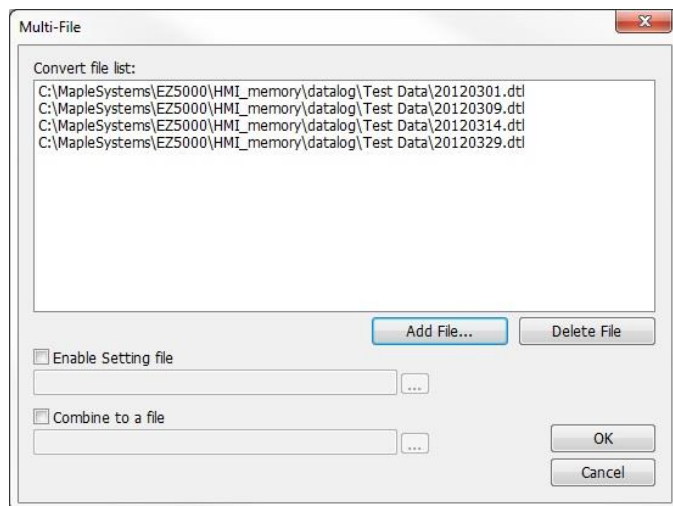 Multi-File
Convert file list:
C:\MapleSystems\EZ5000\HMI_memory\datalog\Test Data\20120301.dtl
C:\MapleSystems\EZ5000\HMI_memory\datalog\Test Data\20120309.dtl
C:\MapleSystems\EZ5000\HMI_memory\datalog\Test Data\20120314.dtl
C:\MapleSystems\EZ5000\HMI_memory\datalog\Test Data\20120329.dtl
Add File...
Delete File
Enable Setting file
...
Combine to a file
...
OK
Cancel